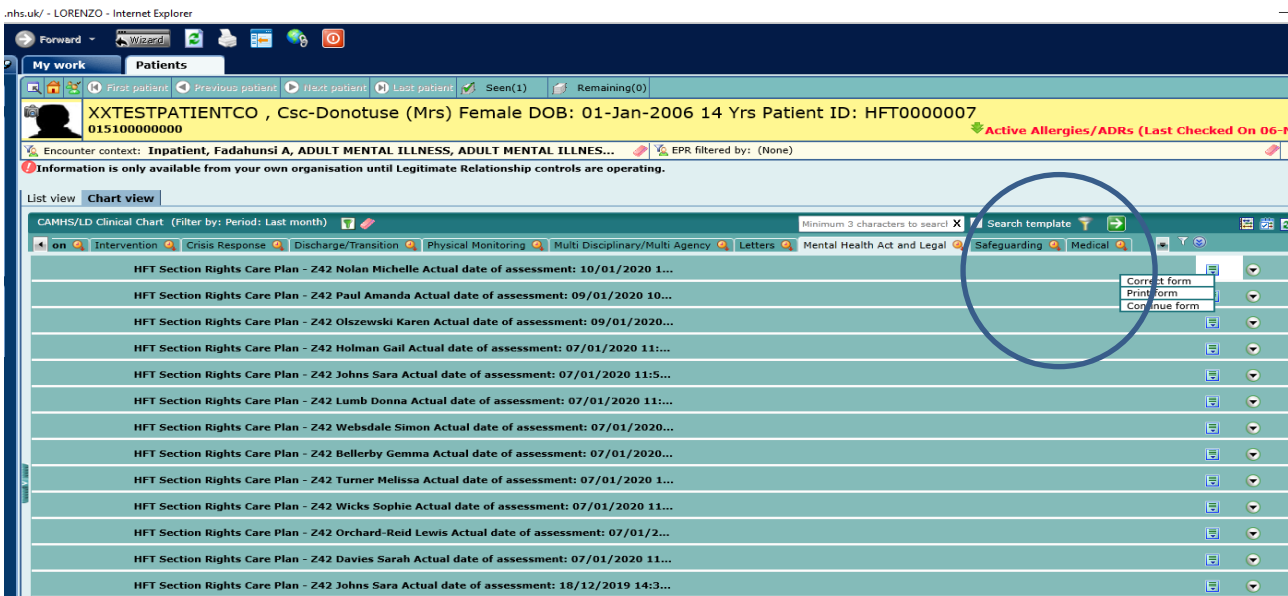 .nhs.uk/ - LORENZO - Internet Explorer
Forward Wizard
My work Patients
First patient Previous patient Next patient Last patient Seen(1) Remaining(0)
XXTESTPATIENTCO , Csc-Donotuse (Mrs) Female DOB: 01-Jan-2006 14 Yrs Patient ID: HFT0000007
015100000000 Active Allergies/ADRs (Last Checked On 06-
Encounter context: Inpatient, Fadahunsi A, ADULT MENTAL ILLNESS, ADULT MENTAL ILLNES... EPR filtered by: (None)
Information is only available from your own organisation until Legitimate Relationship controls are operating.
List view Chart view
CAMHS/LD Clinical Chart (Filter by: Period: Last month) Minimum 3 characters to search X Search template
on Intervention Crisis Response Discharge/Transition Physical Monitoring Multi Disciplinary/Multi Agency Letters Mental Health Act and Legal Safeguarding Medical
HFT Section Rights Care Plan - Z42 Nolan Michelle Actual date of assessment: 10/01/2020 1...
Correct form
HFT Section Rights Care Plan - Z42 Paul Amanda Actual date of assessment: 09/01/2020 10...
Print form
Continue form
HFT Section Rights Care Plan - Z42 Olszewski Karen Actual date of assessment: 09/01/2020...
HFT Section Rights Care Plan - Z42 Holman Gail Actual date of assessment: 07/01/2020 11:...
HFT Section Rights Care Plan - Z42 Johns Sara Actual date of assessment: 07/01/2020 11:5...
HFT Section Rights Care Plan - Z42 Lumb Donna Actual date of assessment: 07/01/2020 11:...
HFT Section Rights Care Plan - Z42 Websdale Simon Actual date of assessment: 07/01/2020...
HFT Section Rights Care Plan - Z42 Bellerby Gemma Actual date of assessment: 07/01/2020...
HFT Section Rights Care Plan - Z42 Turner Melissa Actual date of assessment: 07/01/2020 1...
HFT Section Rights Care Plan - Z42 Wicks Sophie Actual date of assessment: 07/01/2020 11...
HFT Section Rights Care Plan - Z42 Orchard-Reid Lewis Actual date of assessment: 07/01/2...
HFT Section Rights Care Plan - Z42 Davies Sarah Actual date of assessment: 07/01/2020 11...
HFT Section Rights Care Plan - Z42 Johns Sara Actual date of assessment: 18/12/2019 14:3...